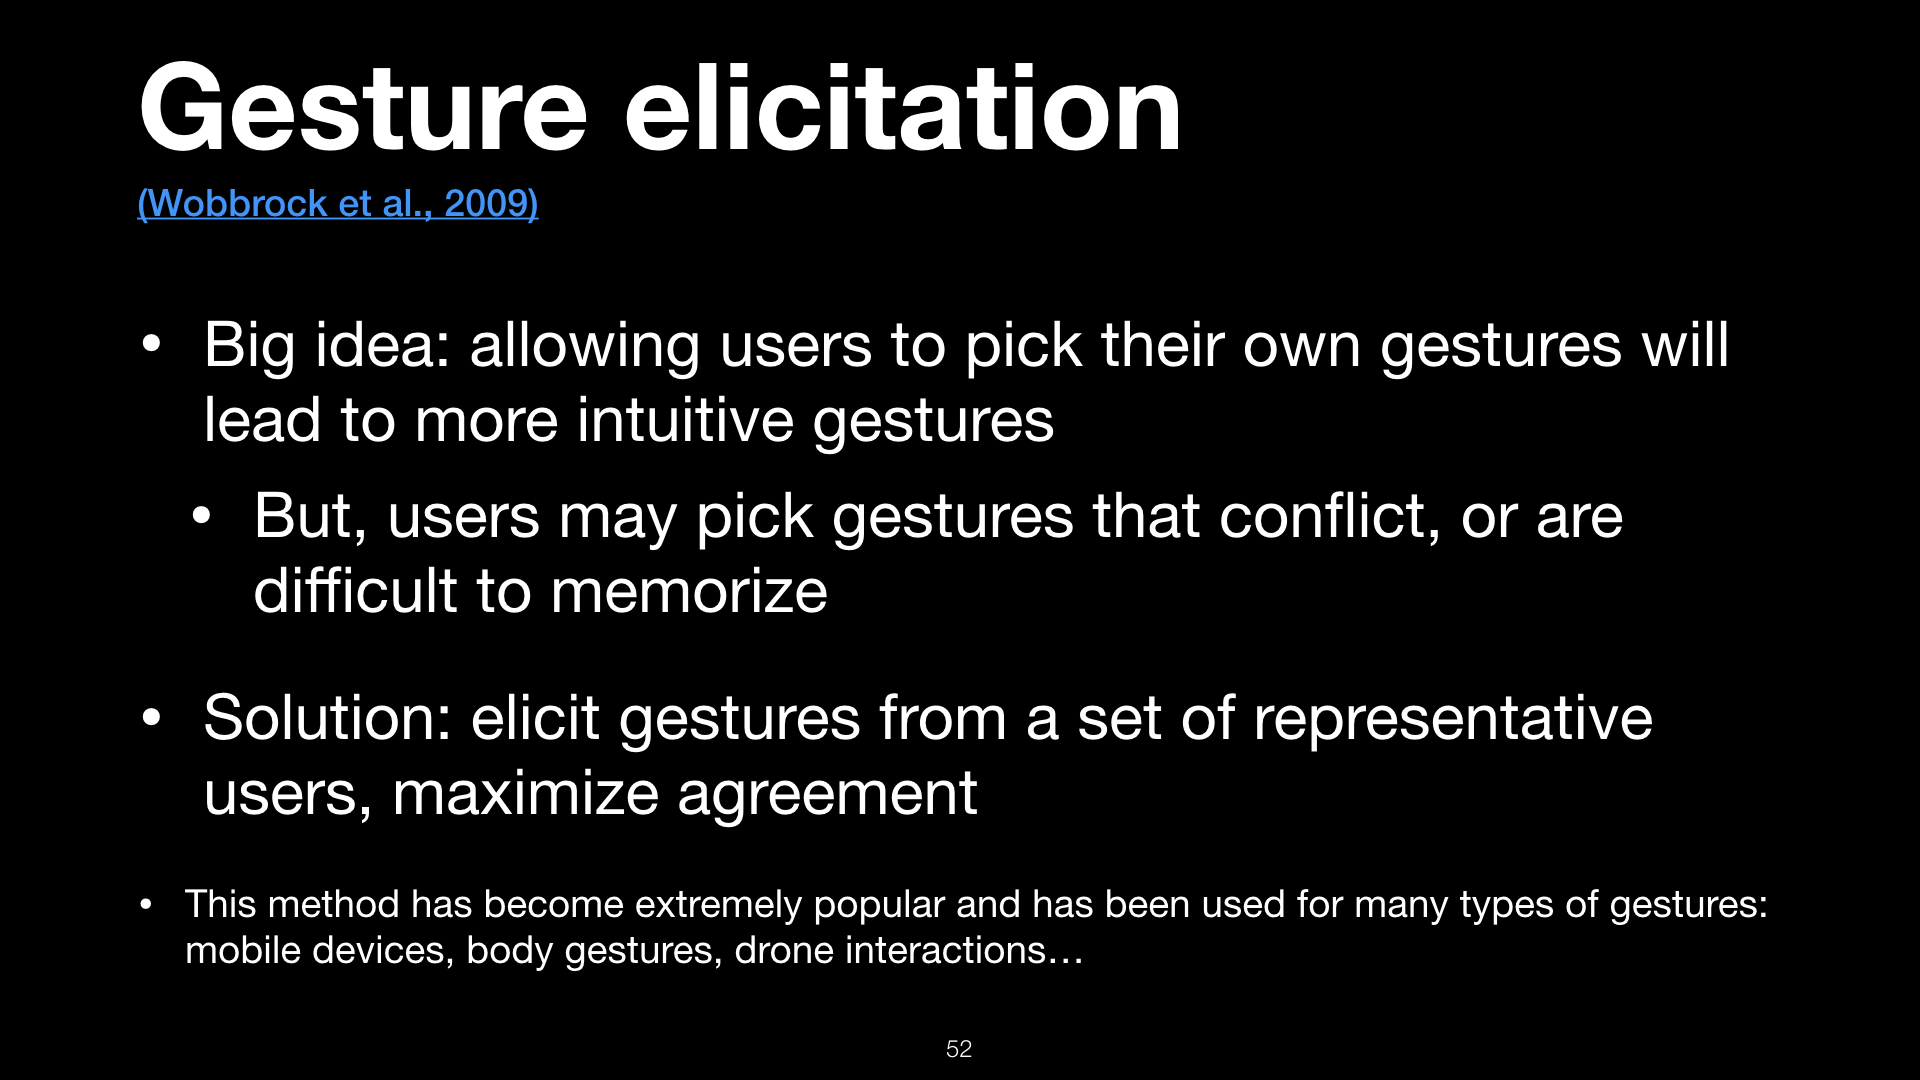 Gesture elicitation
(Wobbrock et al., 2009)
• Big idea: allowing users to pick their own gestures will
lead to more intuitive gestures
• But, users may pick gestures that conflict, or are
difficult to memorize
• Solution: elicit gestures from a set of representative
users, maximize agreement
• This method has become extremely popular and has been used for many types of gestures:
mobile devices, body gestures, drone interactions…
52